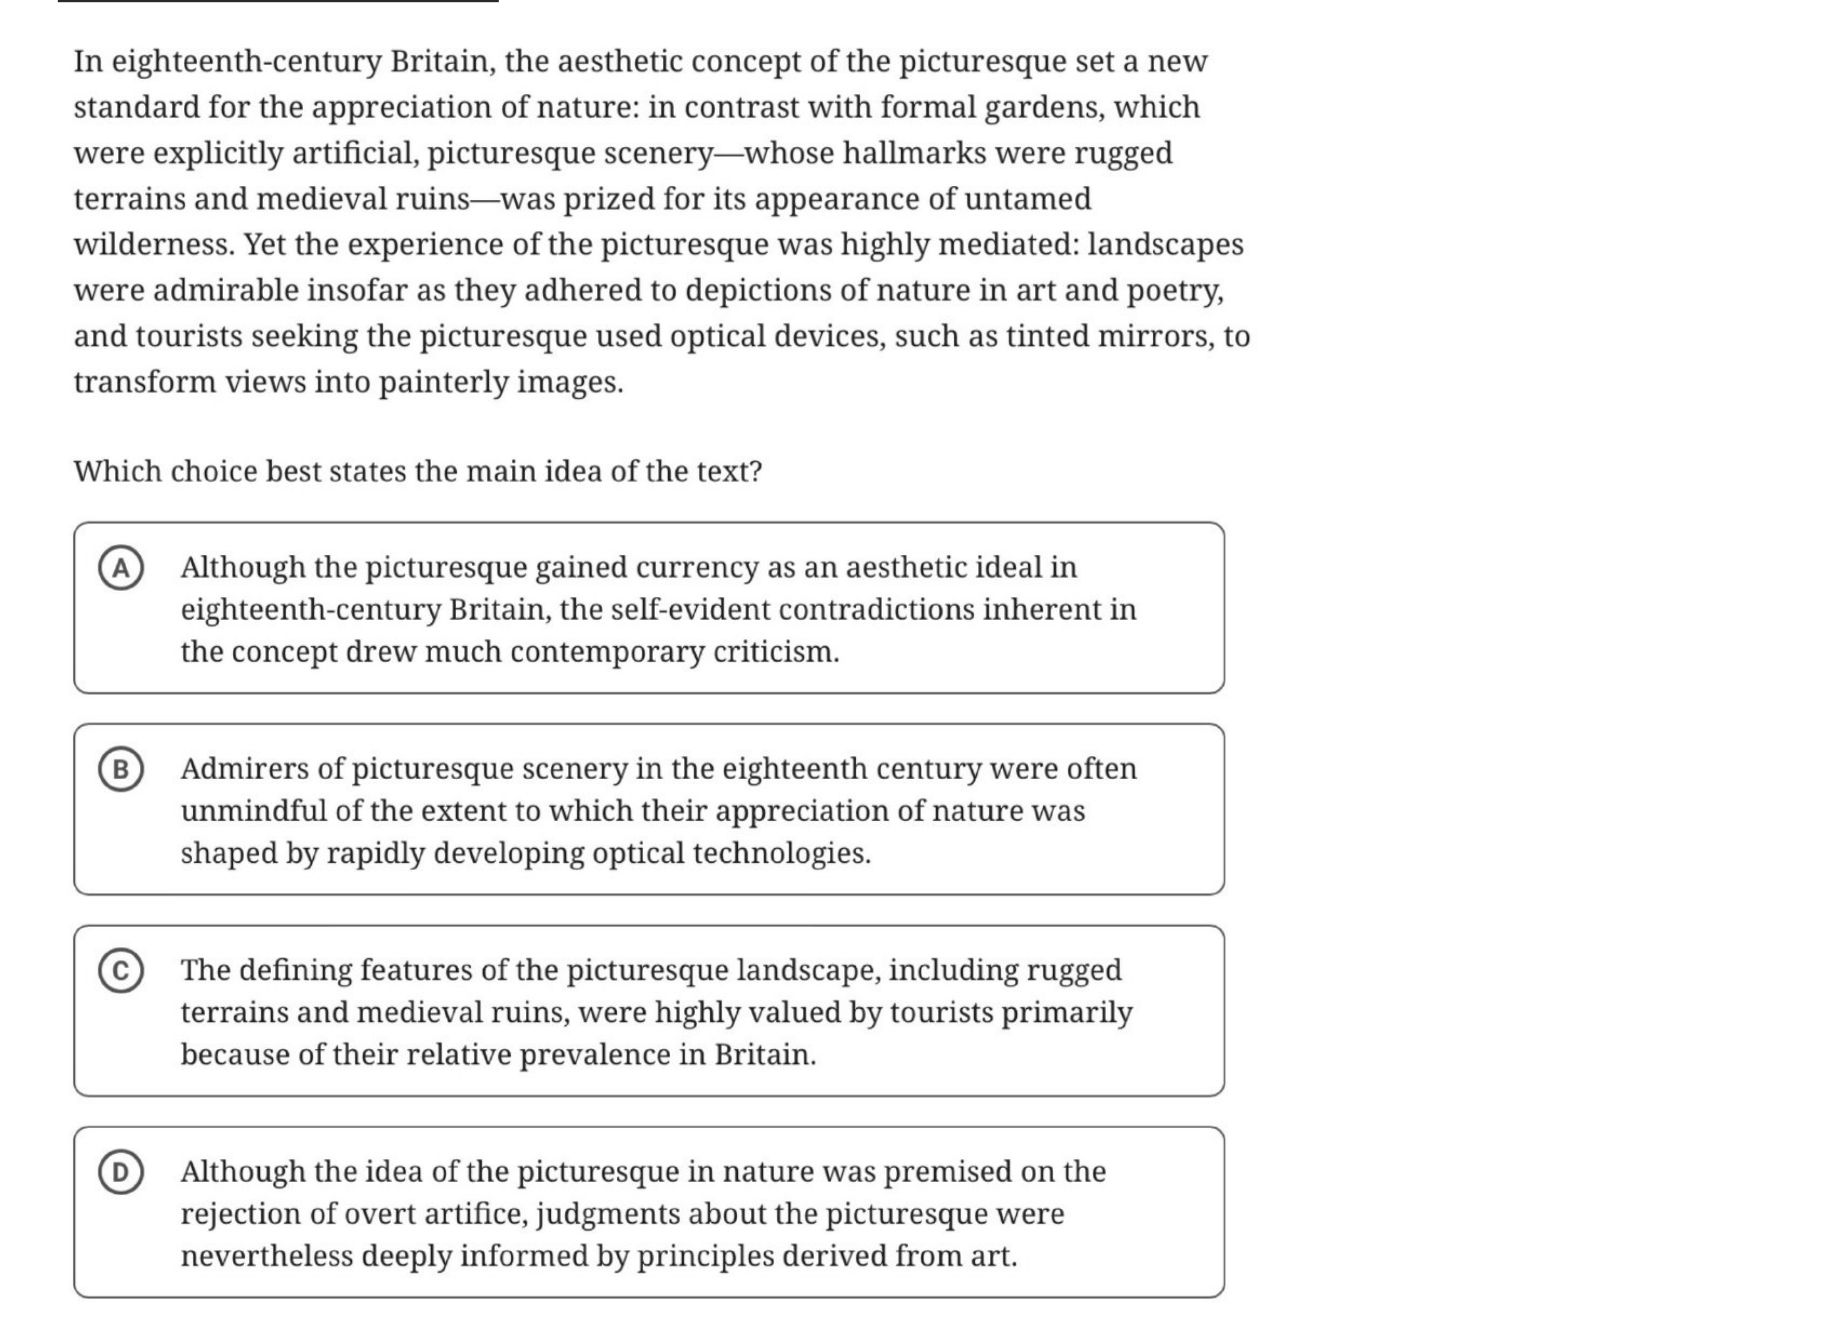 In eighteenth-century Britain, the aesthetic concept of the picturesque set a new
standard for the appreciation of nature: in contrast with formal gardens, which
were explicitly artificial, picturesque scenery—whose hallmarks were rugged
terrains and medieval ruins—was prized for its appearance of untamed
wilderness. Yet the experience of the picturesque was highly mediated: landscapes
were admirable insofar as they adhered to depictions of nature in art and poetry,
and tourists seeking the picturesque used optical devices, such as tinted mirrors, to
transform views into painterly images.
Which choice best states the main idea of the text?
A Although the picturesque gained currency as an aesthetic ideal in
eighteenth-century Britain, the self-evident contradictions inherent in
the concept drew much contemporary criticism.
B Admirers of picturesque scenery in the eighteenth century were often
unmindful of the extent to which their appreciation of nature was
shaped by rapidly developing optical technologies.
C The defining features of the picturesque landscape, including rugged
terrains and medieval ruins, were highly valued by tourists primarily
because of their relative prevalence in Britain.
D Although the idea of the picturesque in nature was premised on the
rejection of overt artifice, judgments about the picturesque were
nevertheless deeply informed by principles derived from art.